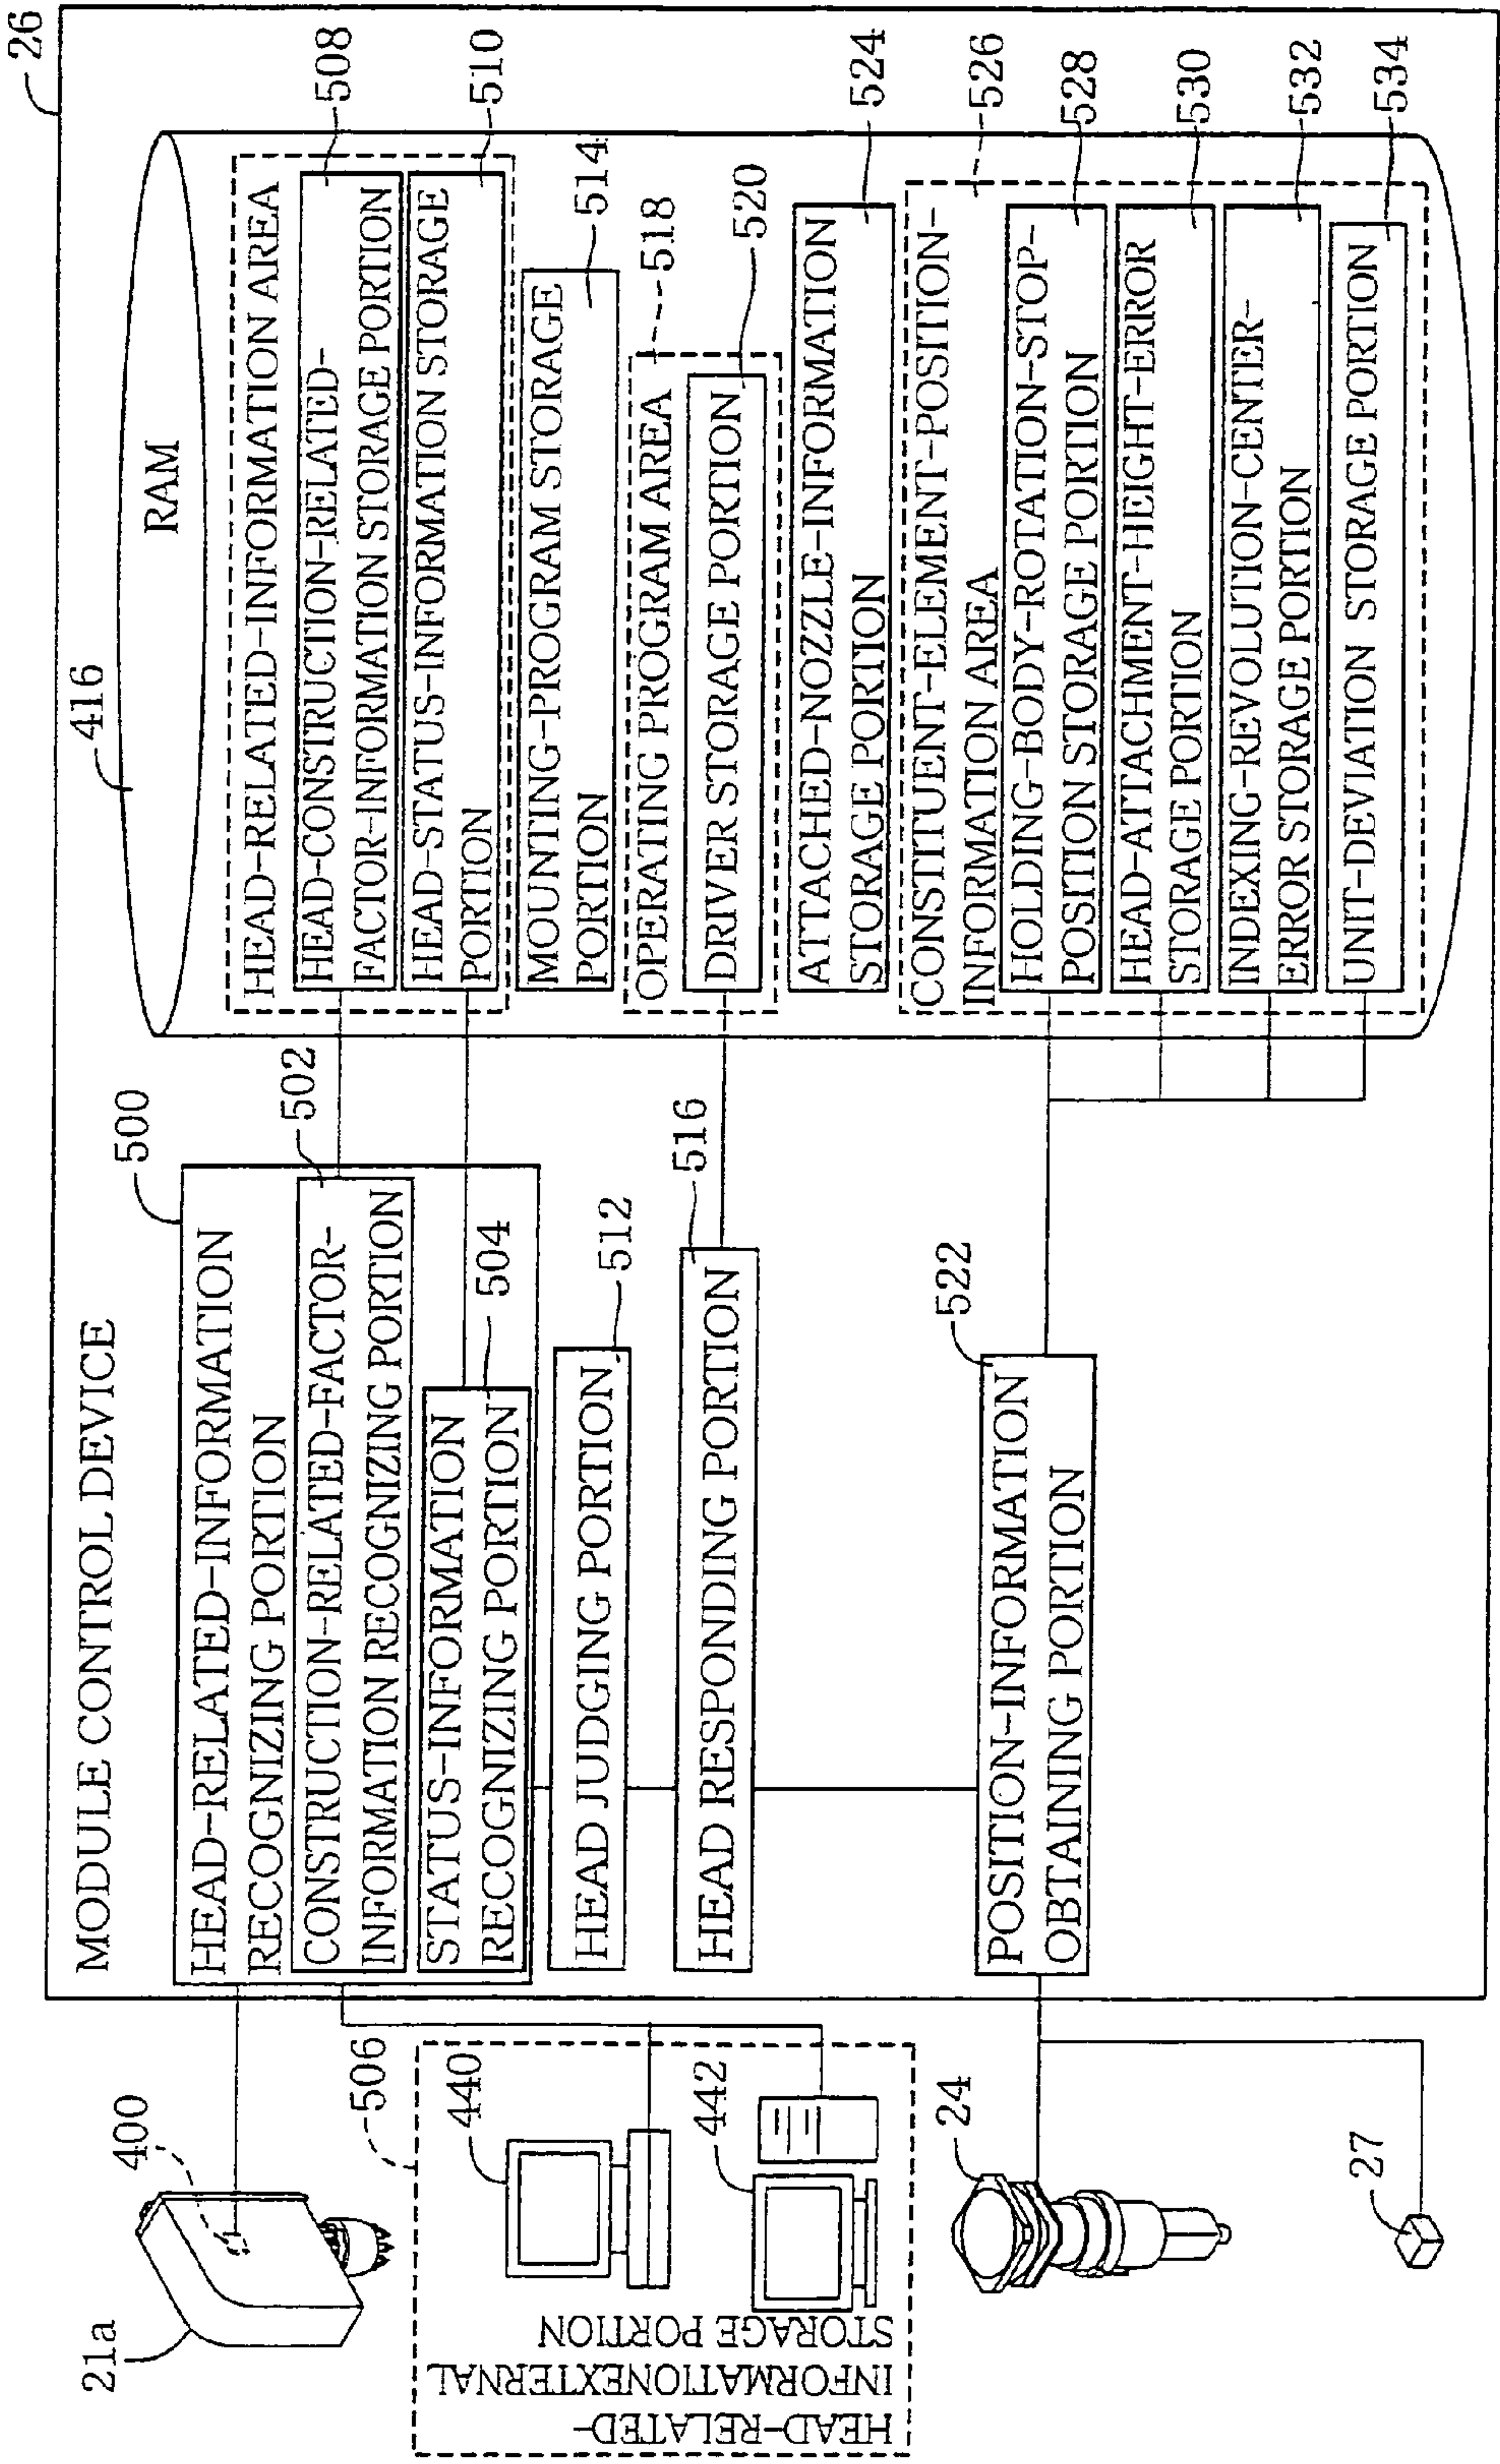 26
MODULE CONTROL DEVICE
500
HEAD-RELATED-INFORMATION
RECOGNIZING PORTION
502
CONSTRUCTION-RELATED-FACTOR-
INFORMATION RECOGNIZING PORTION
STATUS-INFORMATION
RECOGNIZING PORTION
504
HEAD JUDGING PORTION
512
HEAD RESPONDING PORTION
516
POSITION-INFORMATION
OBTAINING PORTION
522
416
RAM
HEAD-RELATED-INFORMATION AREA
HEAD-CONSTRUCTION-RELATED-
FACTOR-INFORMATION STORAGE PORTION
508
HEAD-STATUS-INFORMATION STORAGE
PORTION
510
MOUNTING-PROGRAM STORAGE
PORTION
514
OPERATING PROGRAM AREA
518
DRIVER STORAGE PORTION
520
ATTACHED-NOZZLE-INFORMATION
STORAGE PORTION
524
CONSTITUENT-ELEMENT-POSITION-
INFORMATION AREA
526
HOLDING-BODY-ROTATION-STOP-
POSITION STORAGE PORTION
528
HEAD-ATTACHMENT-HEIGHT-ERROR
STORAGE PORTION
530
INDEXING-REVOLUTION-CENTER-
ERROR STORAGE PORTION
532
UNIT-DEVIATION STORAGE PORTION
534
21a
400
506
440
442
HEAD-RELATED-
INFORMATIONEXTERNAL
STORAGE PORTION
24
27